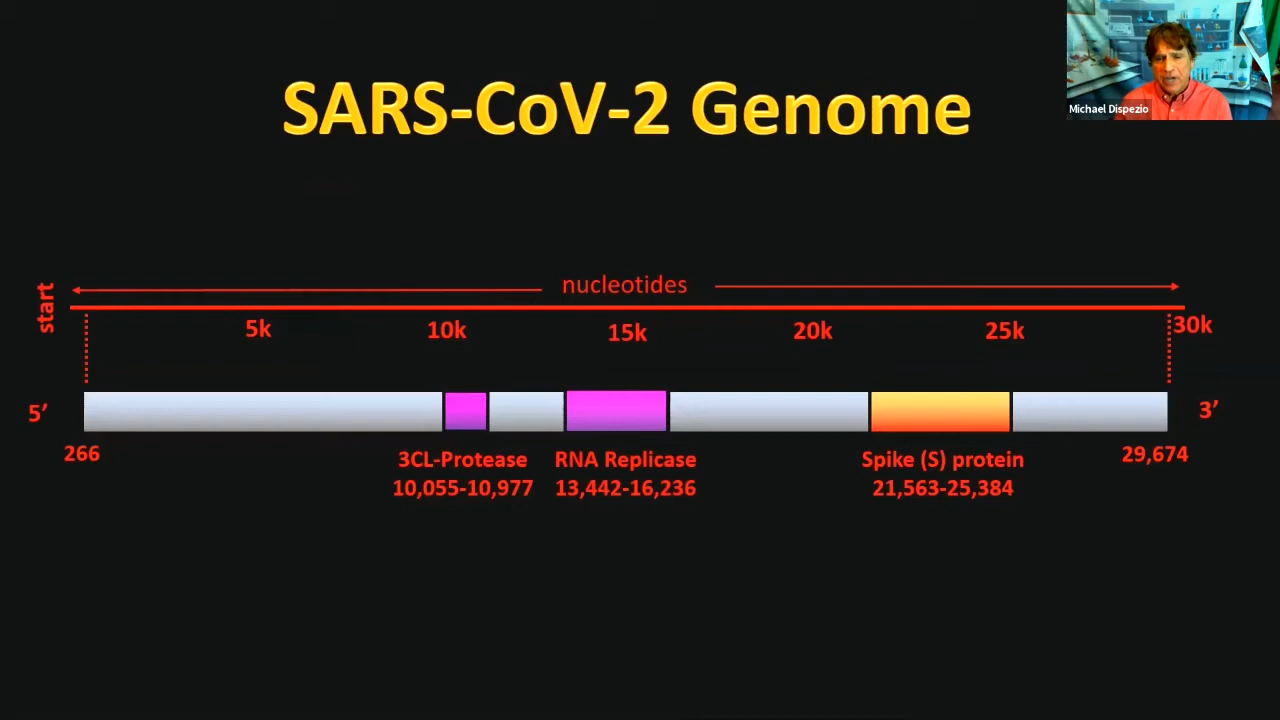 Michael Dispezio
SARS-CoV-2 Genome
nucleotides
start
5k 10k 15k 20k 25k 30k
5’ 3’
266 29,674
3CL-Protease RNA Replicase Spike (S) protein
10,055-10,977 13,442-16,236 21,563-25,384